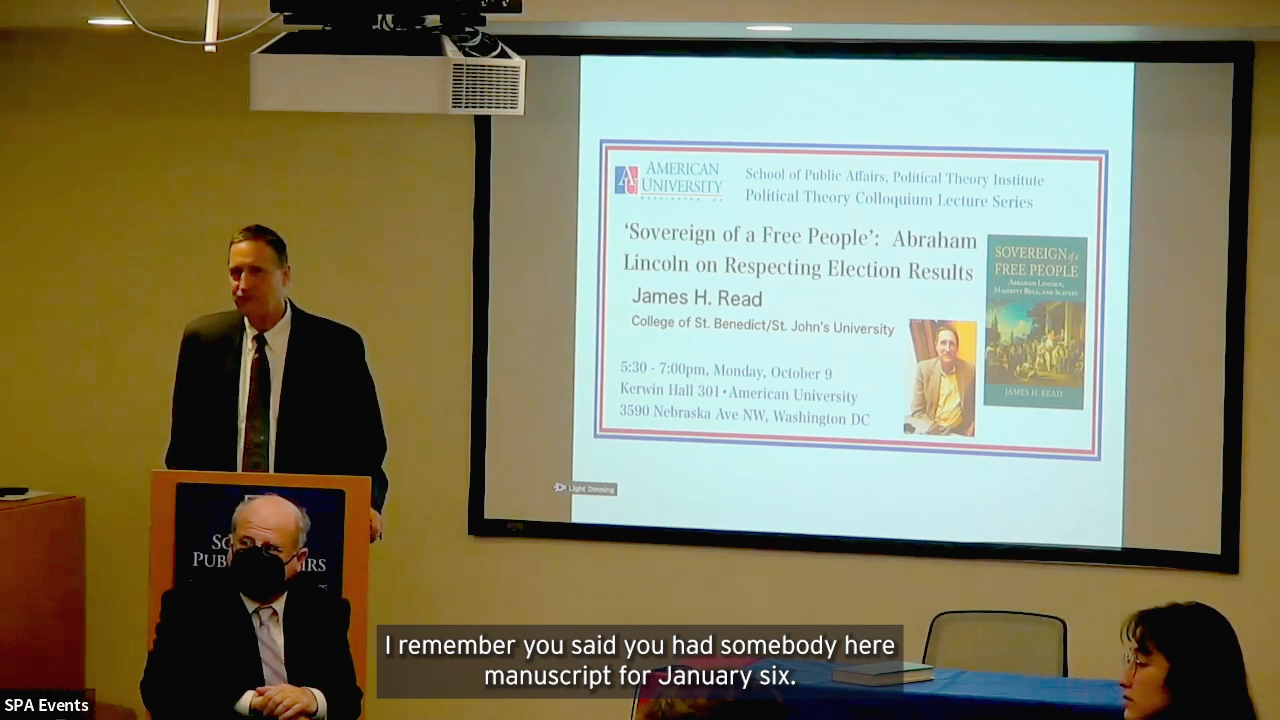 AMERICAN
UNIVERSITY
School of Public Affairs, Political Theory Institute
Political Theory Colloquium Lecture Series
'Sovereign of a Free People': Abraham
Lincoln on Respecting Election Results
James H. Read
College of St. Benedict/St. John's University
5:30 - 7:00pm, Monday, October 9
Kerwin Hall 301•American University
3590 Nebraska Ave NW, Washington DC
SOVEREIGN of a
FREE PEOPLE
ABRAHAM LINCOLN,
MAJORITY RULE, AND SLAVERY
JAMES H. READ
Light Dimming
I remember you said you had somebody here
manuscript for January six.
SPA Events